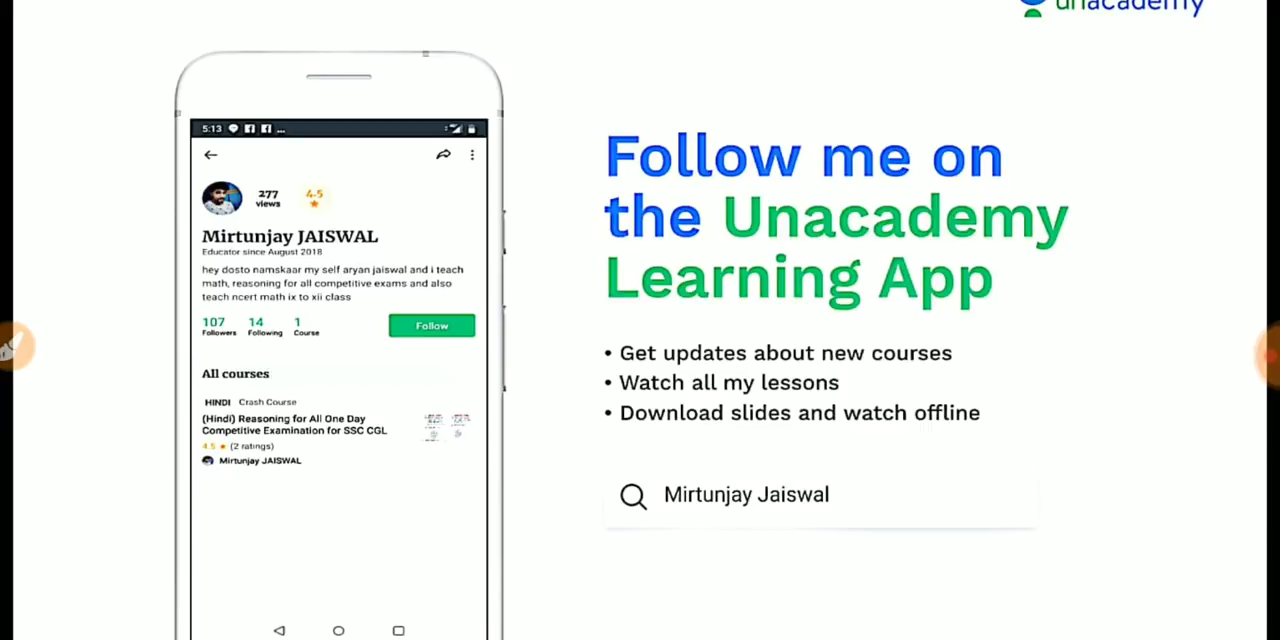 unacademy
5:13
277
views
4.5
Mirtunjay JAISWAL
Educator since August 2018
hey dosto namskaar my self aryan jaiswal and i teach
math, reasoning for all competitive exams and also
teach ncert math ix to xii class
107 14 1
Followers Following Course
Follow
All courses
HINDI Crash Course
(Hindi) Reasoning for All One Day
Competitive Examination for SSC CGL
4.5 ★ (2 ratings)
Mirtunjay JAISWAL
Follow me on
the Unacademy
Learning App
• Get updates about new courses
• Watch all my lessons
• Download slides and watch offline
Mirtunjay Jaiswal